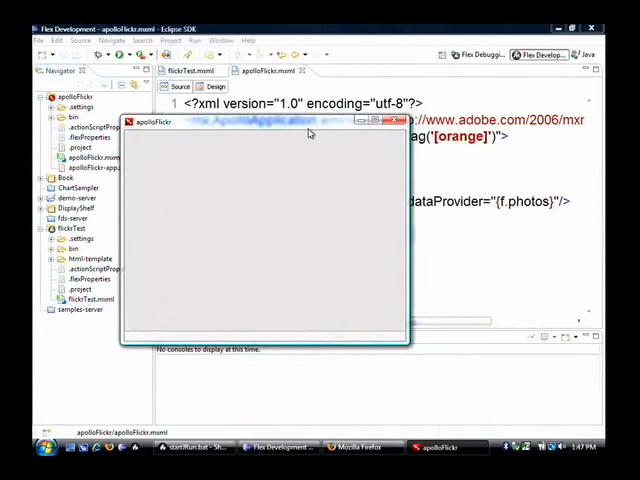 Flex Development - apolloFlickr.mxml - Eclipse SDK
File Edit Source Navigate Search Project Run Window Help
Flex Debuggi...
Flex Develop...
Java
Navigator
flickrTest.mxml
apolloFlickr.mxml
Source
Design
apolloFlickr
.settings
bin
.actionScriptProp
.flexProperties
.project
apolloFlickr.mxm
apolloFlickr-app.
Book
ChartSampler
demo-server
DisplayShelf
fds-server
flickrTest
.settings
bin
html-template
.actionScriptProp
.flexProperties
.project
flickrTest.mxml
samples-server
1 <?xml version="1.0" encoding="utf-8"?>
://www.adobe.com/2006/mxr
ag('[orange]')">
dataProvider="{f.photos}"/>
apolloFlickr
No consoles to display at this time.
apolloFlickr/apolloFlickr.mxml
startJRun.bat - Sh...
Flex Development ...
Mozilla Firefox
apolloFlickr
1:47 PM